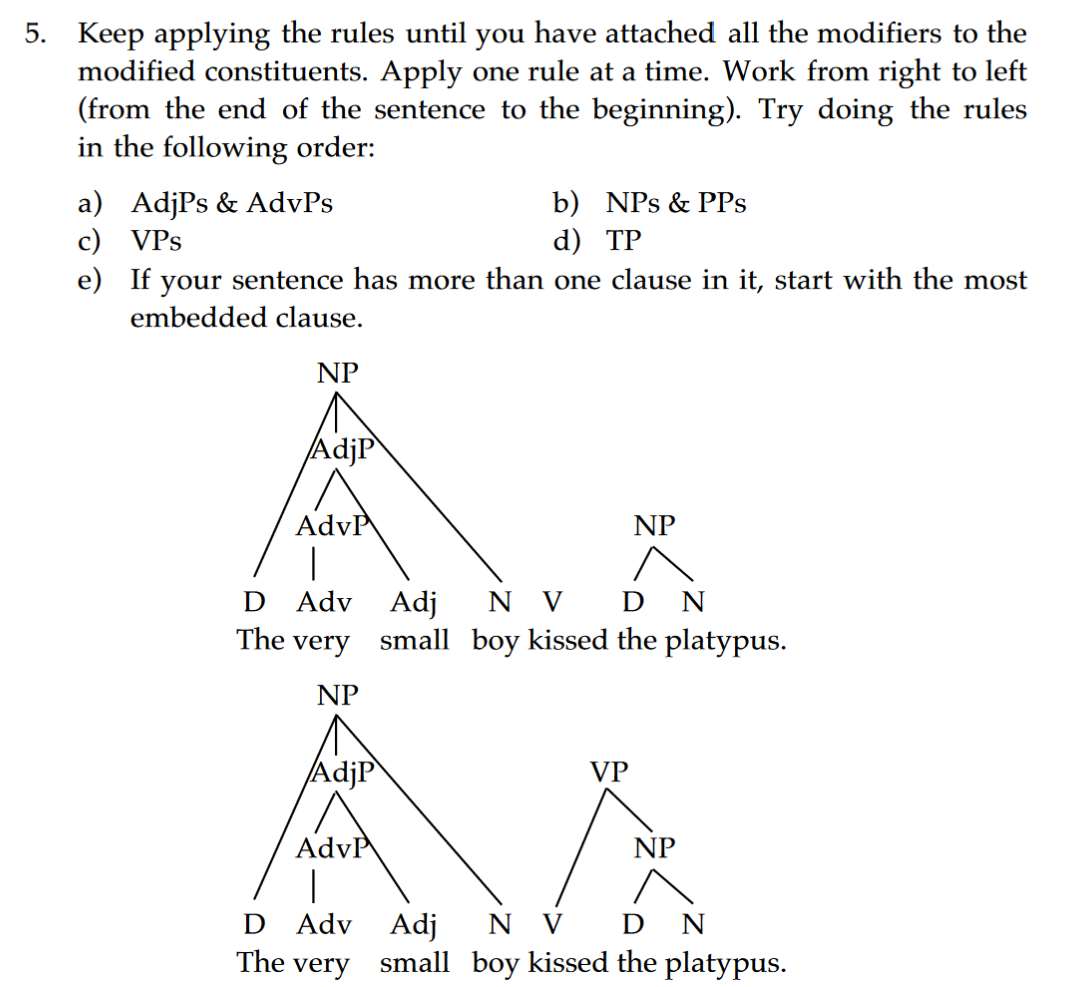 5. Keep applying the rules until you have attached all the modifiers to the
modified constituents. Apply one rule at a time. Work from right to left
(from the end of the sentence to the beginning). Try doing the rules
in the following order:
a) AdjPs & AdvPs b) NPs & PPs
c) VPs d) TP
e) If your sentence has more than one clause in it, start with the most
embedded clause.
NP
AdjP
AdvP NP
D Adv Adj N V D N
The very small boy kissed the platypus.
NP
AdjP VP
AdvP NP
D Adv Adj N V D N
The very small boy kissed the platypus.